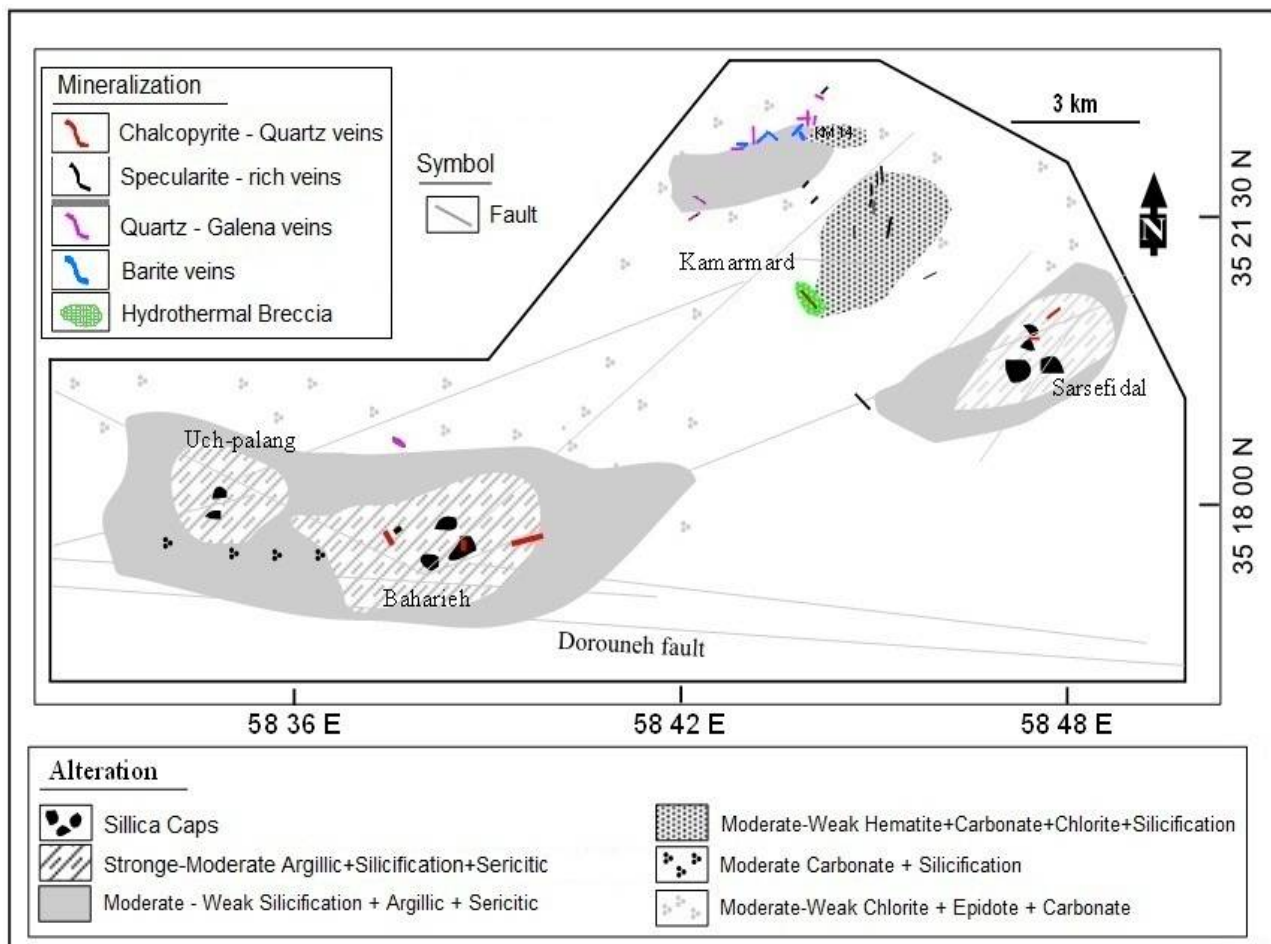 Mineralization
Chalcopyrite - Quartz veins
Specularite - rich veins
Quartz - Galena veins
Barite veins
Hydrothermal Breccia
Symbol
Fault
KM 14
3 km
N
35 21 30 N
35 18 00 N
Kamarmard
Sarsefidal
Uch-palang
Baharieh
Dorouneh fault
58 36 E
58 42 E
58 48 E
Alteration
Sillica Caps
Stronge-Moderate Argillic+Silicification+Sericitic
Moderate - Weak Silicification + Argillic + Sericitic
Moderate-Weak Hematite+Carbonate+Chlorite+Silicification
Moderate Carbonate + Silicification
Moderate-Weak Chlorite + Epidote + Carbonate